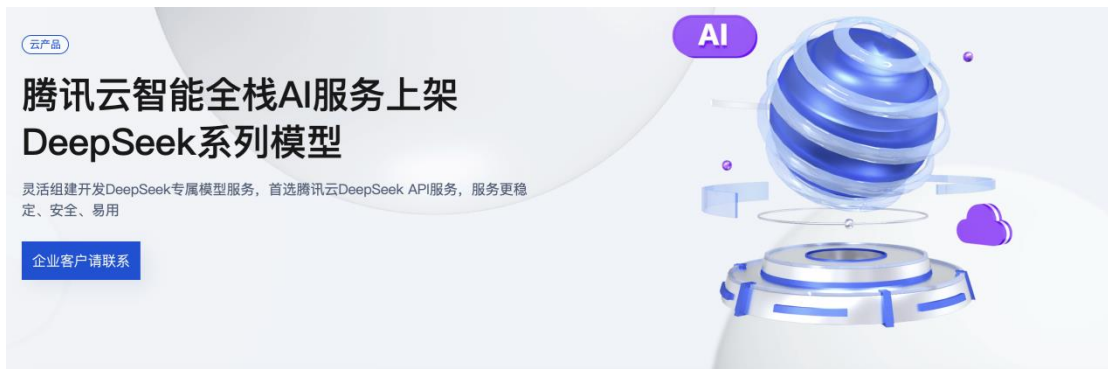 云产品
AI
腾讯云智能全栈AI服务上架
DeepSeek系列模型
灵活组建开发DeepSeek专属模型服务，首选腾讯云DeepSeek API服务，服务更稳
定、安全、易用
企业客户请联系